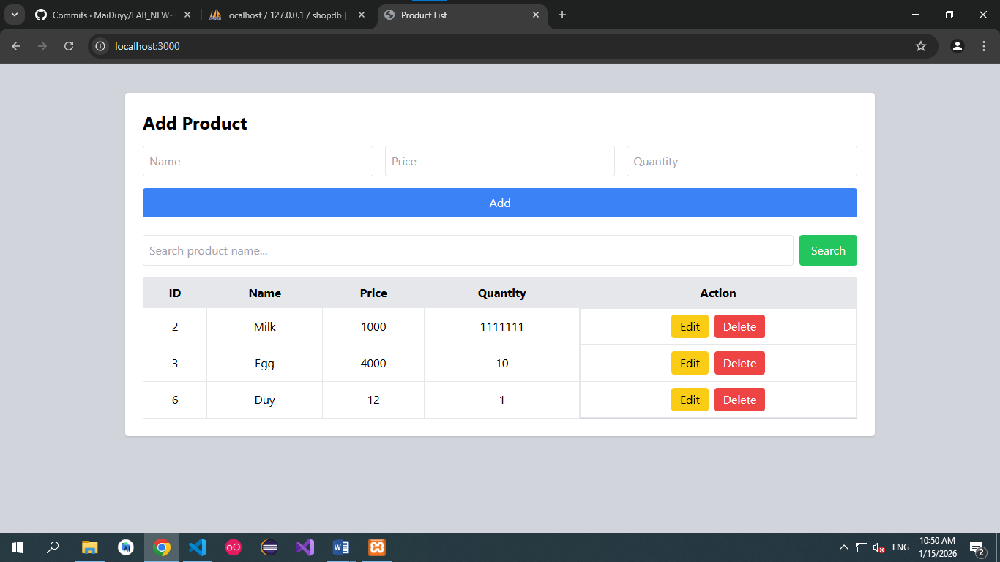 Commits · MaiDuyy/LAB_NEW-
localhost / 127.0.0.1 / shopdb |
Product List
localhost:3000
Add Product
Name Price Quantity
Add
Search product name... Search
ID Name Price Quantity Action
2 Milk 1000 1111111 Edit Delete
3 Egg 4000 10 Edit Delete
6 Duy 12 1 Edit Delete
ENG
10:50 AM
1/15/2026
2